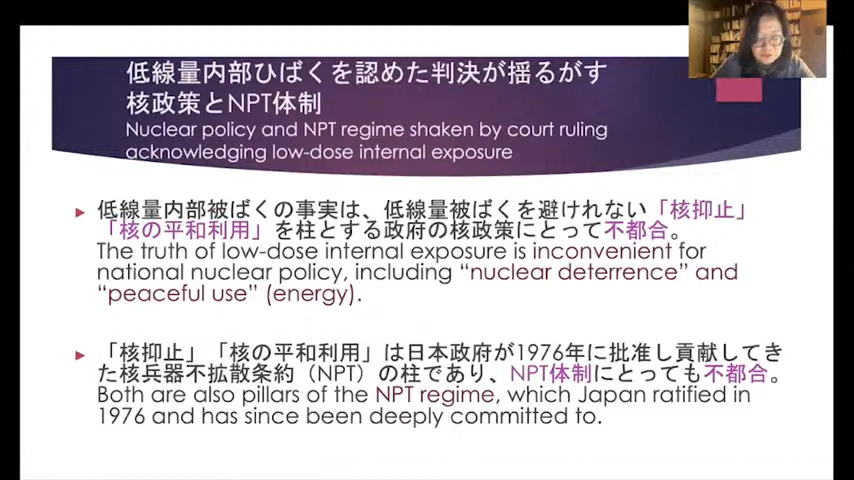 低線量内部ひばくを認めた判決が揺るがす
核政策とNPT体制
Nuclear policy and NPT regime shaken by court ruling
acknowledging low-dose internal exposure
低線量内部被ばくの事実は、低線量被ばくを避けれない「核抑止」
「核の平和利用」を柱とする政府の核政策にとって不都合。
The truth of low-dose internal exposure is inconvenient for
national nuclear policy, including “nuclear deterrence” and
“peaceful use” (energy).
「核抑止」「核の平和利用」は日本政府が1976年に批准し貢献してき
た核兵器不拡散条約（NPT）の柱であり、NPT体制にとっても不都合。
Both are also pillars of the NPT regime, which Japan ratified in
1976 and has since been deeply committed to.